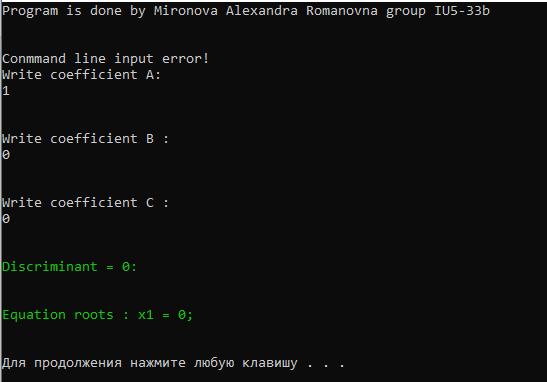 Program is done by Mironova Alexandra Romanovna group IU5-33b
Conmmand line input error!
Write coefficient A:
1
Write coefficient B :
0
Write coefficient C :
0
Discriminant = 0:
Equation roots : x1 = 0;
Для продолжения нажмите любую клавишу . . .